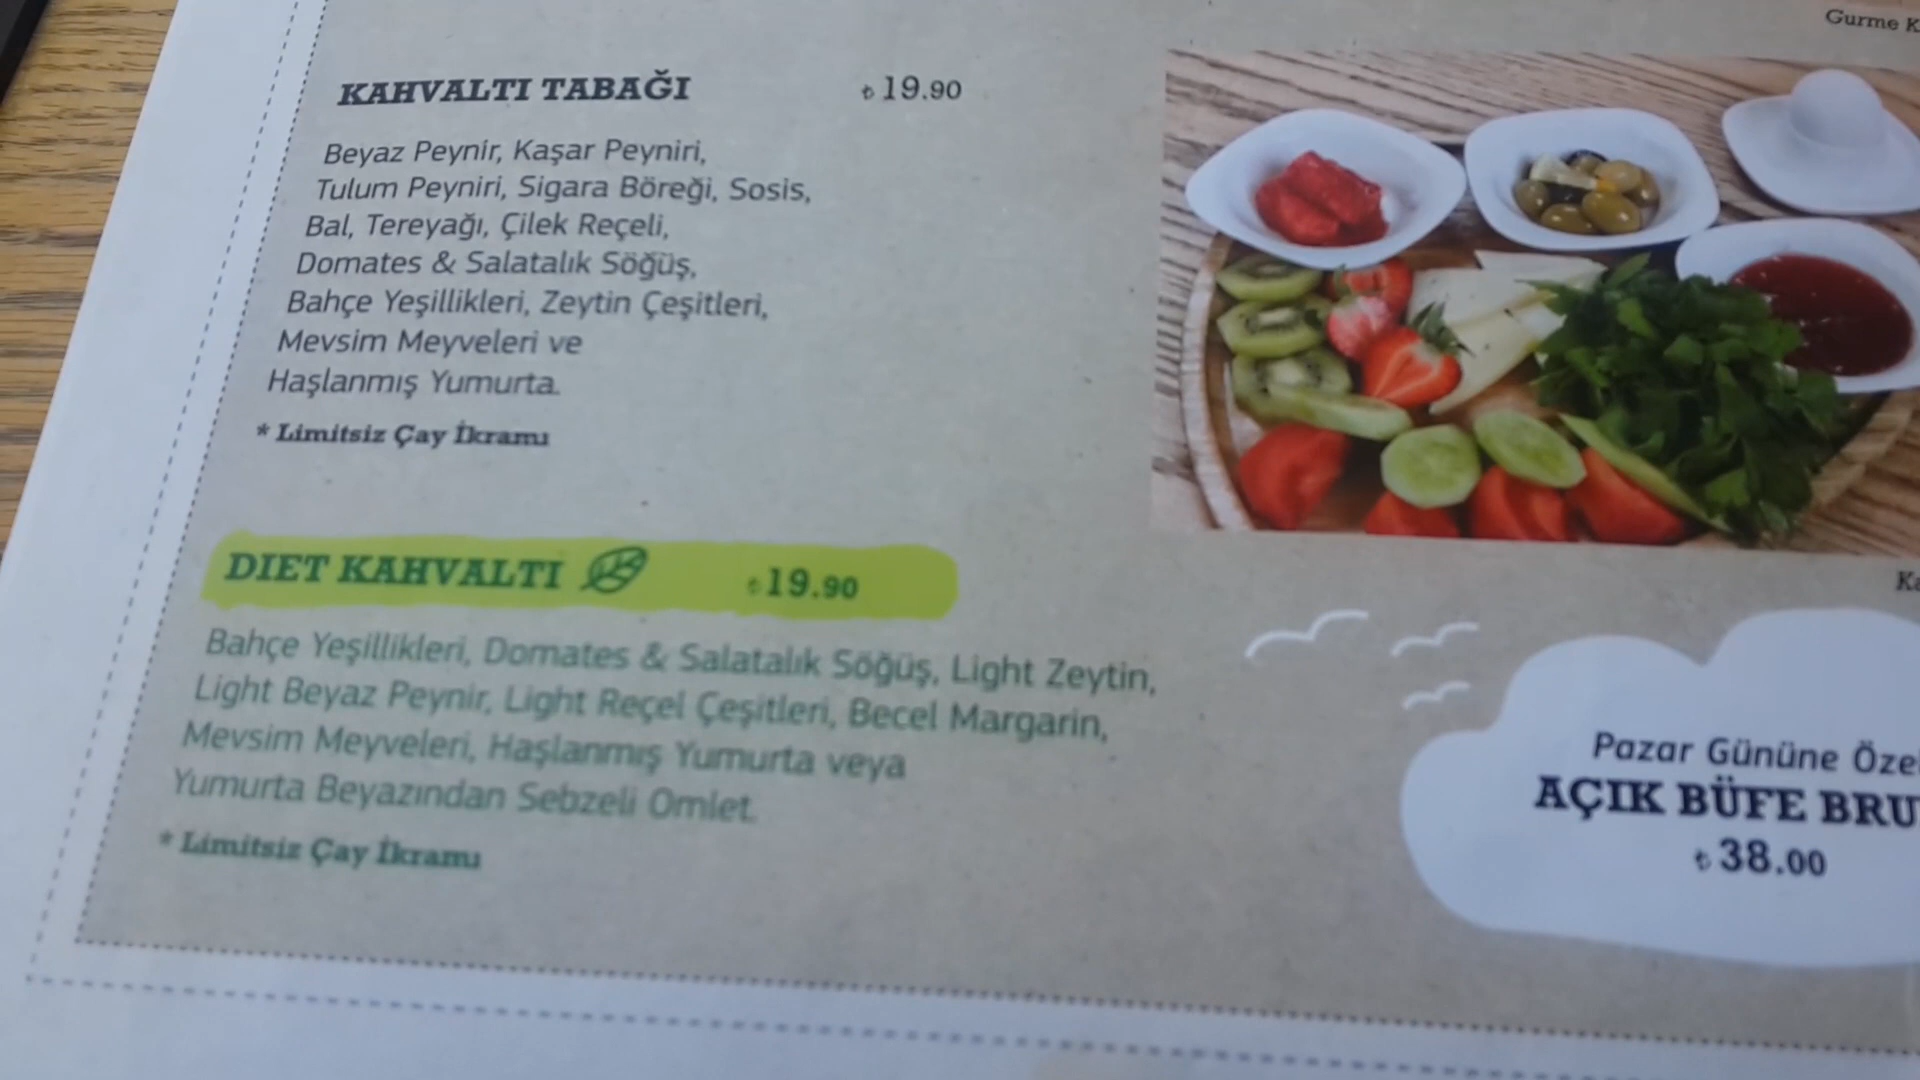 Gurme
KAHVALTI TABAĞI ₺19.90
Beyaz Peynir, Kaşar Peyniri,
Tulum Peyniri, Sigara Böreği, Sosis,
Bal, Tereyağı, Çilek Reçeli,
Domates & Salatalık Söğüş,
Bahçe Yeşillikleri, Zeytin Çeşitleri,
Mevsim Meyveleri ve
Haşlanmış Yumurta.
* Limitsiz Çay İkramı
DIET KAHVALTI ₺19.90
Bahçe Yeşillikleri, Domates & Salatalık Söğüş, Light Zeytin,
Light Beyaz Peynir, Light Reçel Çeşitleri, Becel Margarin,
Mevsim Meyveleri, Haşlanmış Yumurta veya
Yumurta Beyazından Sebzeli Omlet.
* Limitsiz Çay İkramı
Pazar Gününe Öze
AÇIK BÜFE BRU
₺38.00